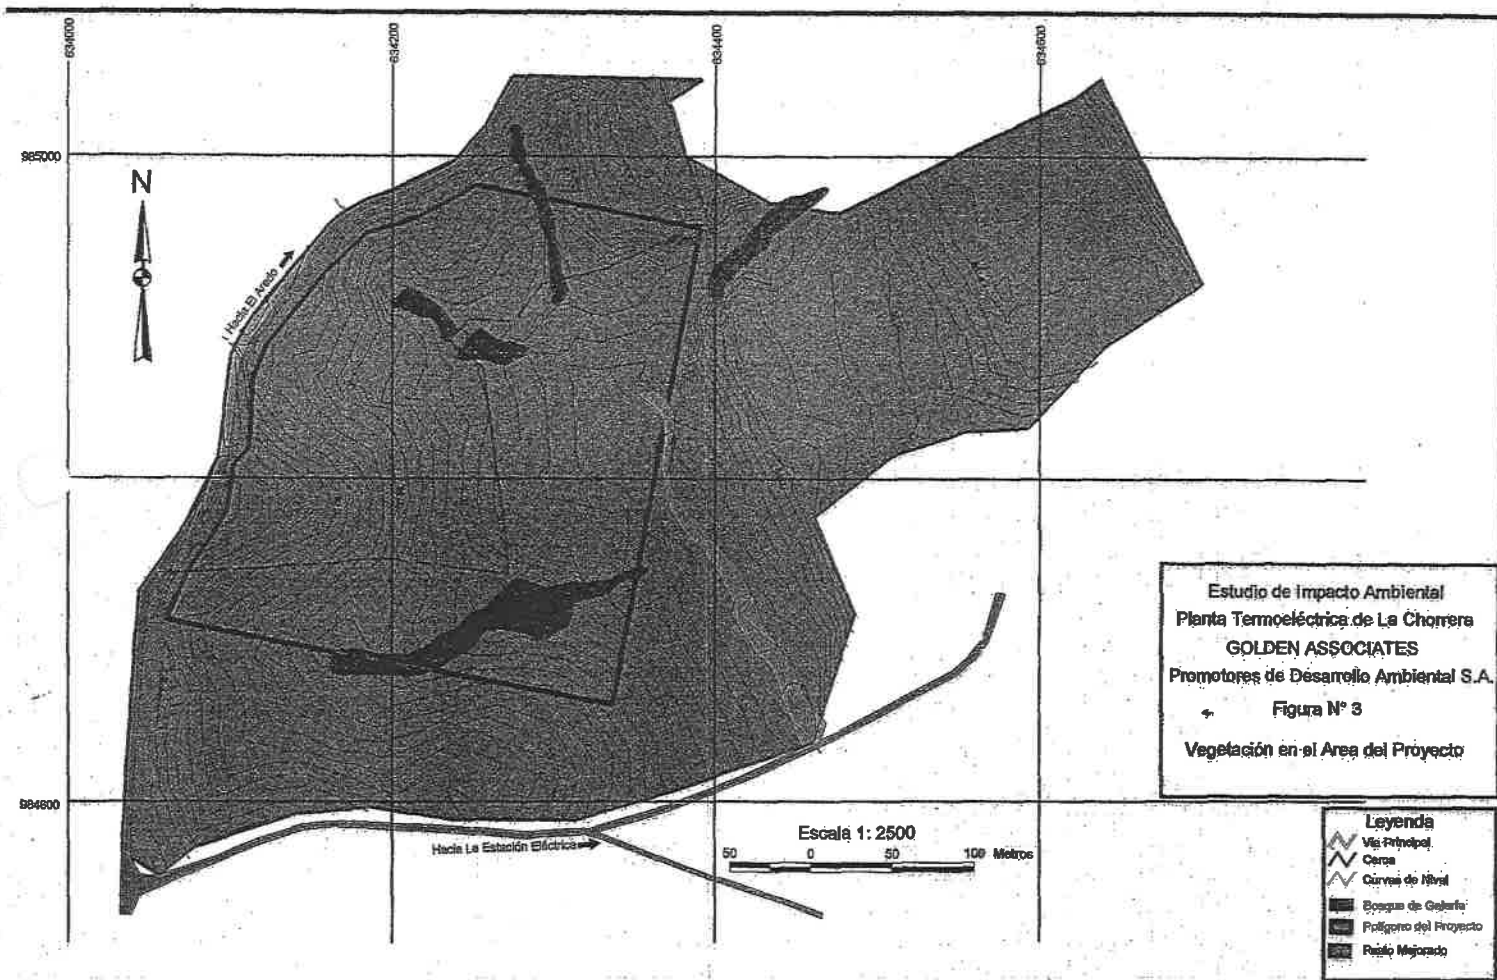 634000
634200
634400
634600
985000
N
Hacia El Arado
984600
Hacia La Estación Eléctrica
Escala 1: 2500
50 0 50 100 Metros
Estudio de Impacto Ambiental
Planta Termoeléctrica de La Chorrera
GOLDEN ASSOCIATES
Promotores de Desarrollo Ambiental S.A.
Figura N° 3
Vegetación en el Area del Proyecto
Leyenda
Vía Principal
Cerca
Curvas de Nivel
Bosque de Galería
Polígono del Proyecto
Pasto Mejorado